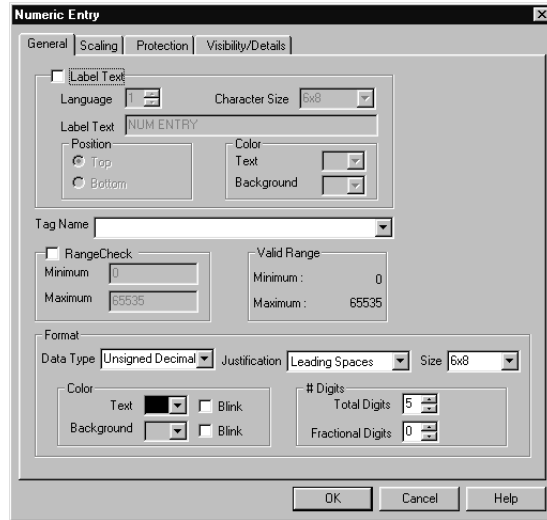 Numeric Entry
General Scaling Protection Visibility/Details
Label Text
Language 1 Character Size 6x8
Label Text NUM ENTRY
Position Color
Top Text
Bottom Background
Tag Name
RangeCheck Valid Range
Minimum 0 Minimum : 0
Maximum 65535 Maximum : 65535
Format
Data Type Unsigned Decimal Justification Leading Spaces Size 6x8
Color # Digits
Text Blink Total Digits 5
Background Blink Fractional Digits 0
OK Cancel Help